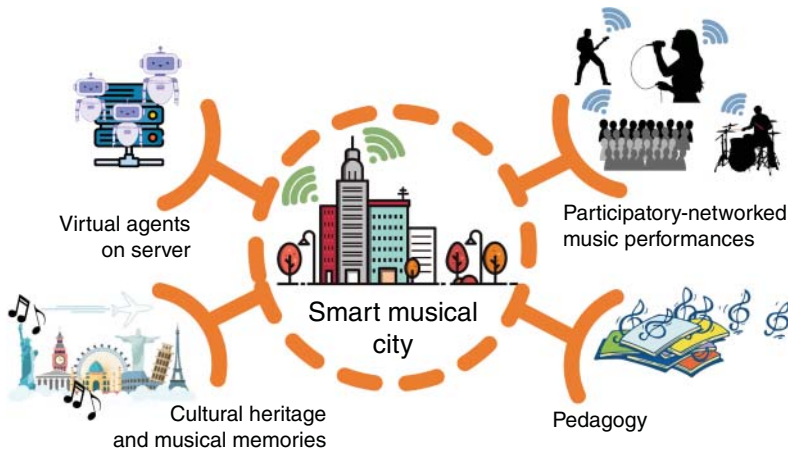 Virtual agents
on server
Participatory-networked
music performances
Smart musical
city
Cultural heritage
and musical memories
Pedagogy